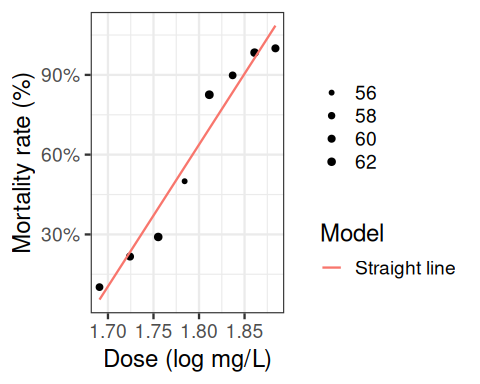 90%
60%
30%
Mortality rate (%)
1.70 1.75 1.80 1.85
Dose (log mg/L)
56
58
60
62
Model
Straight line